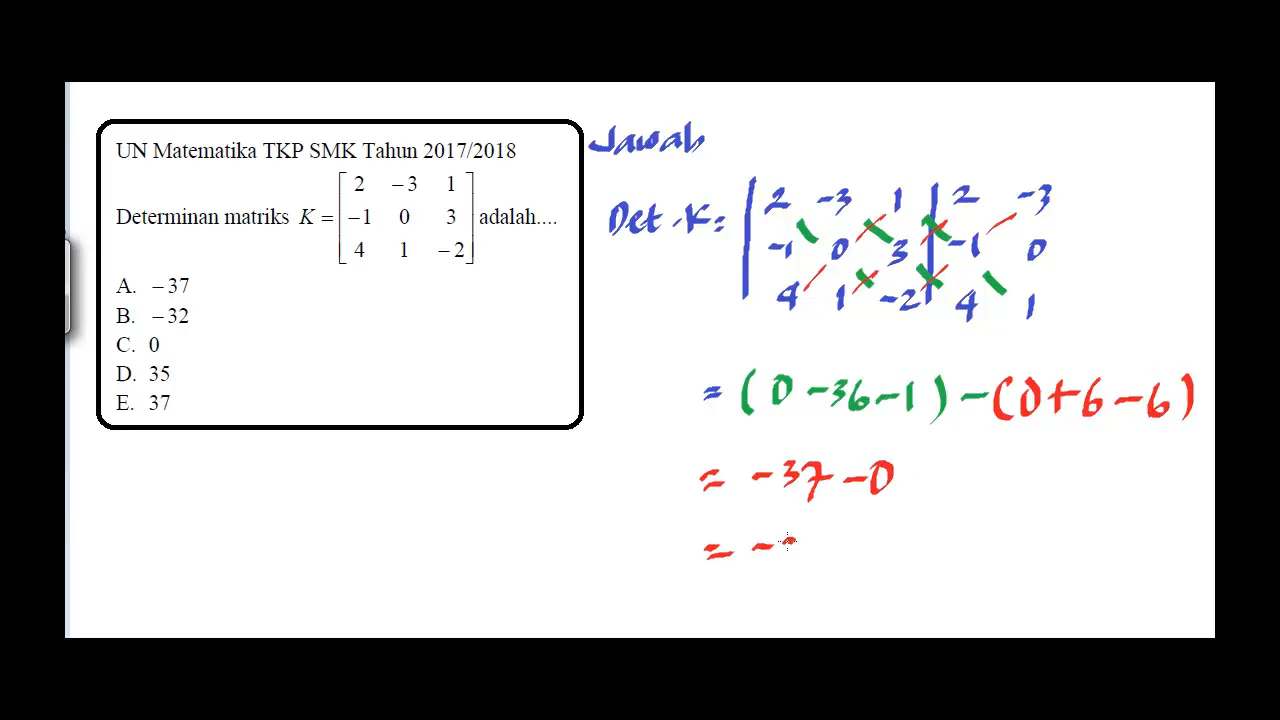 UN Matematika TKP SMK Tahun 2017/2018
2 −3 1
Determinan matriks K = −1 0 3 adalah....
4 1 −2
A. −37
B. −32
C. 0
D. 35
E. 37
Jawab
Det K = | 2 -3 1 | 2 -3
-1 0 3 | -1 0
4 1 -2 | 4 1
= (0 -36 -1) - (0 + 6 - 6)
= -37 - 0
= -